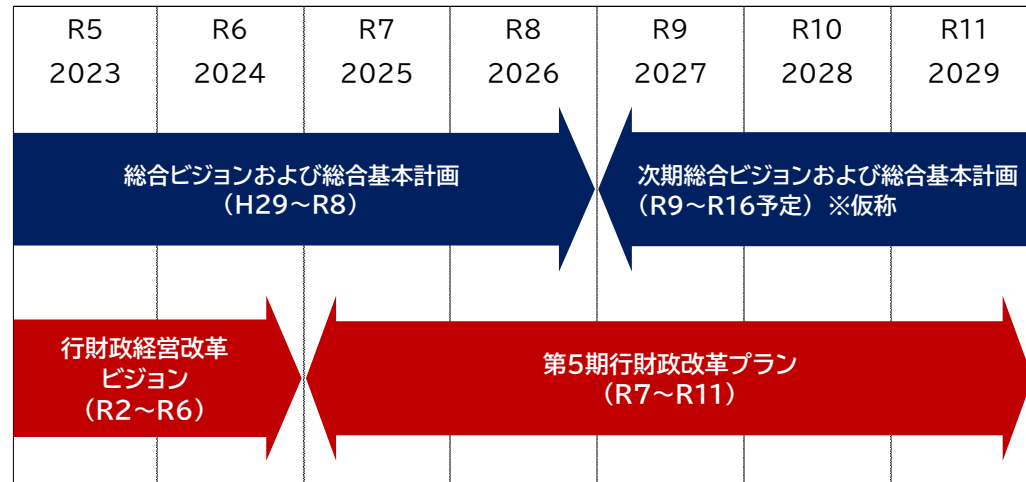 R5 R6 R7 R8 R9 R10 R11
2023 2024 2025 2026 2027 2028 2029
総合ビジョンおよび総合基本計画
（H29～R8）
次期総合ビジョンおよび総合基本計画
（R9～R16予定）※仮称
行財政経営改革
ビジョン
（R2～R6）
第5期行財政改革プラン
（R7～R11）